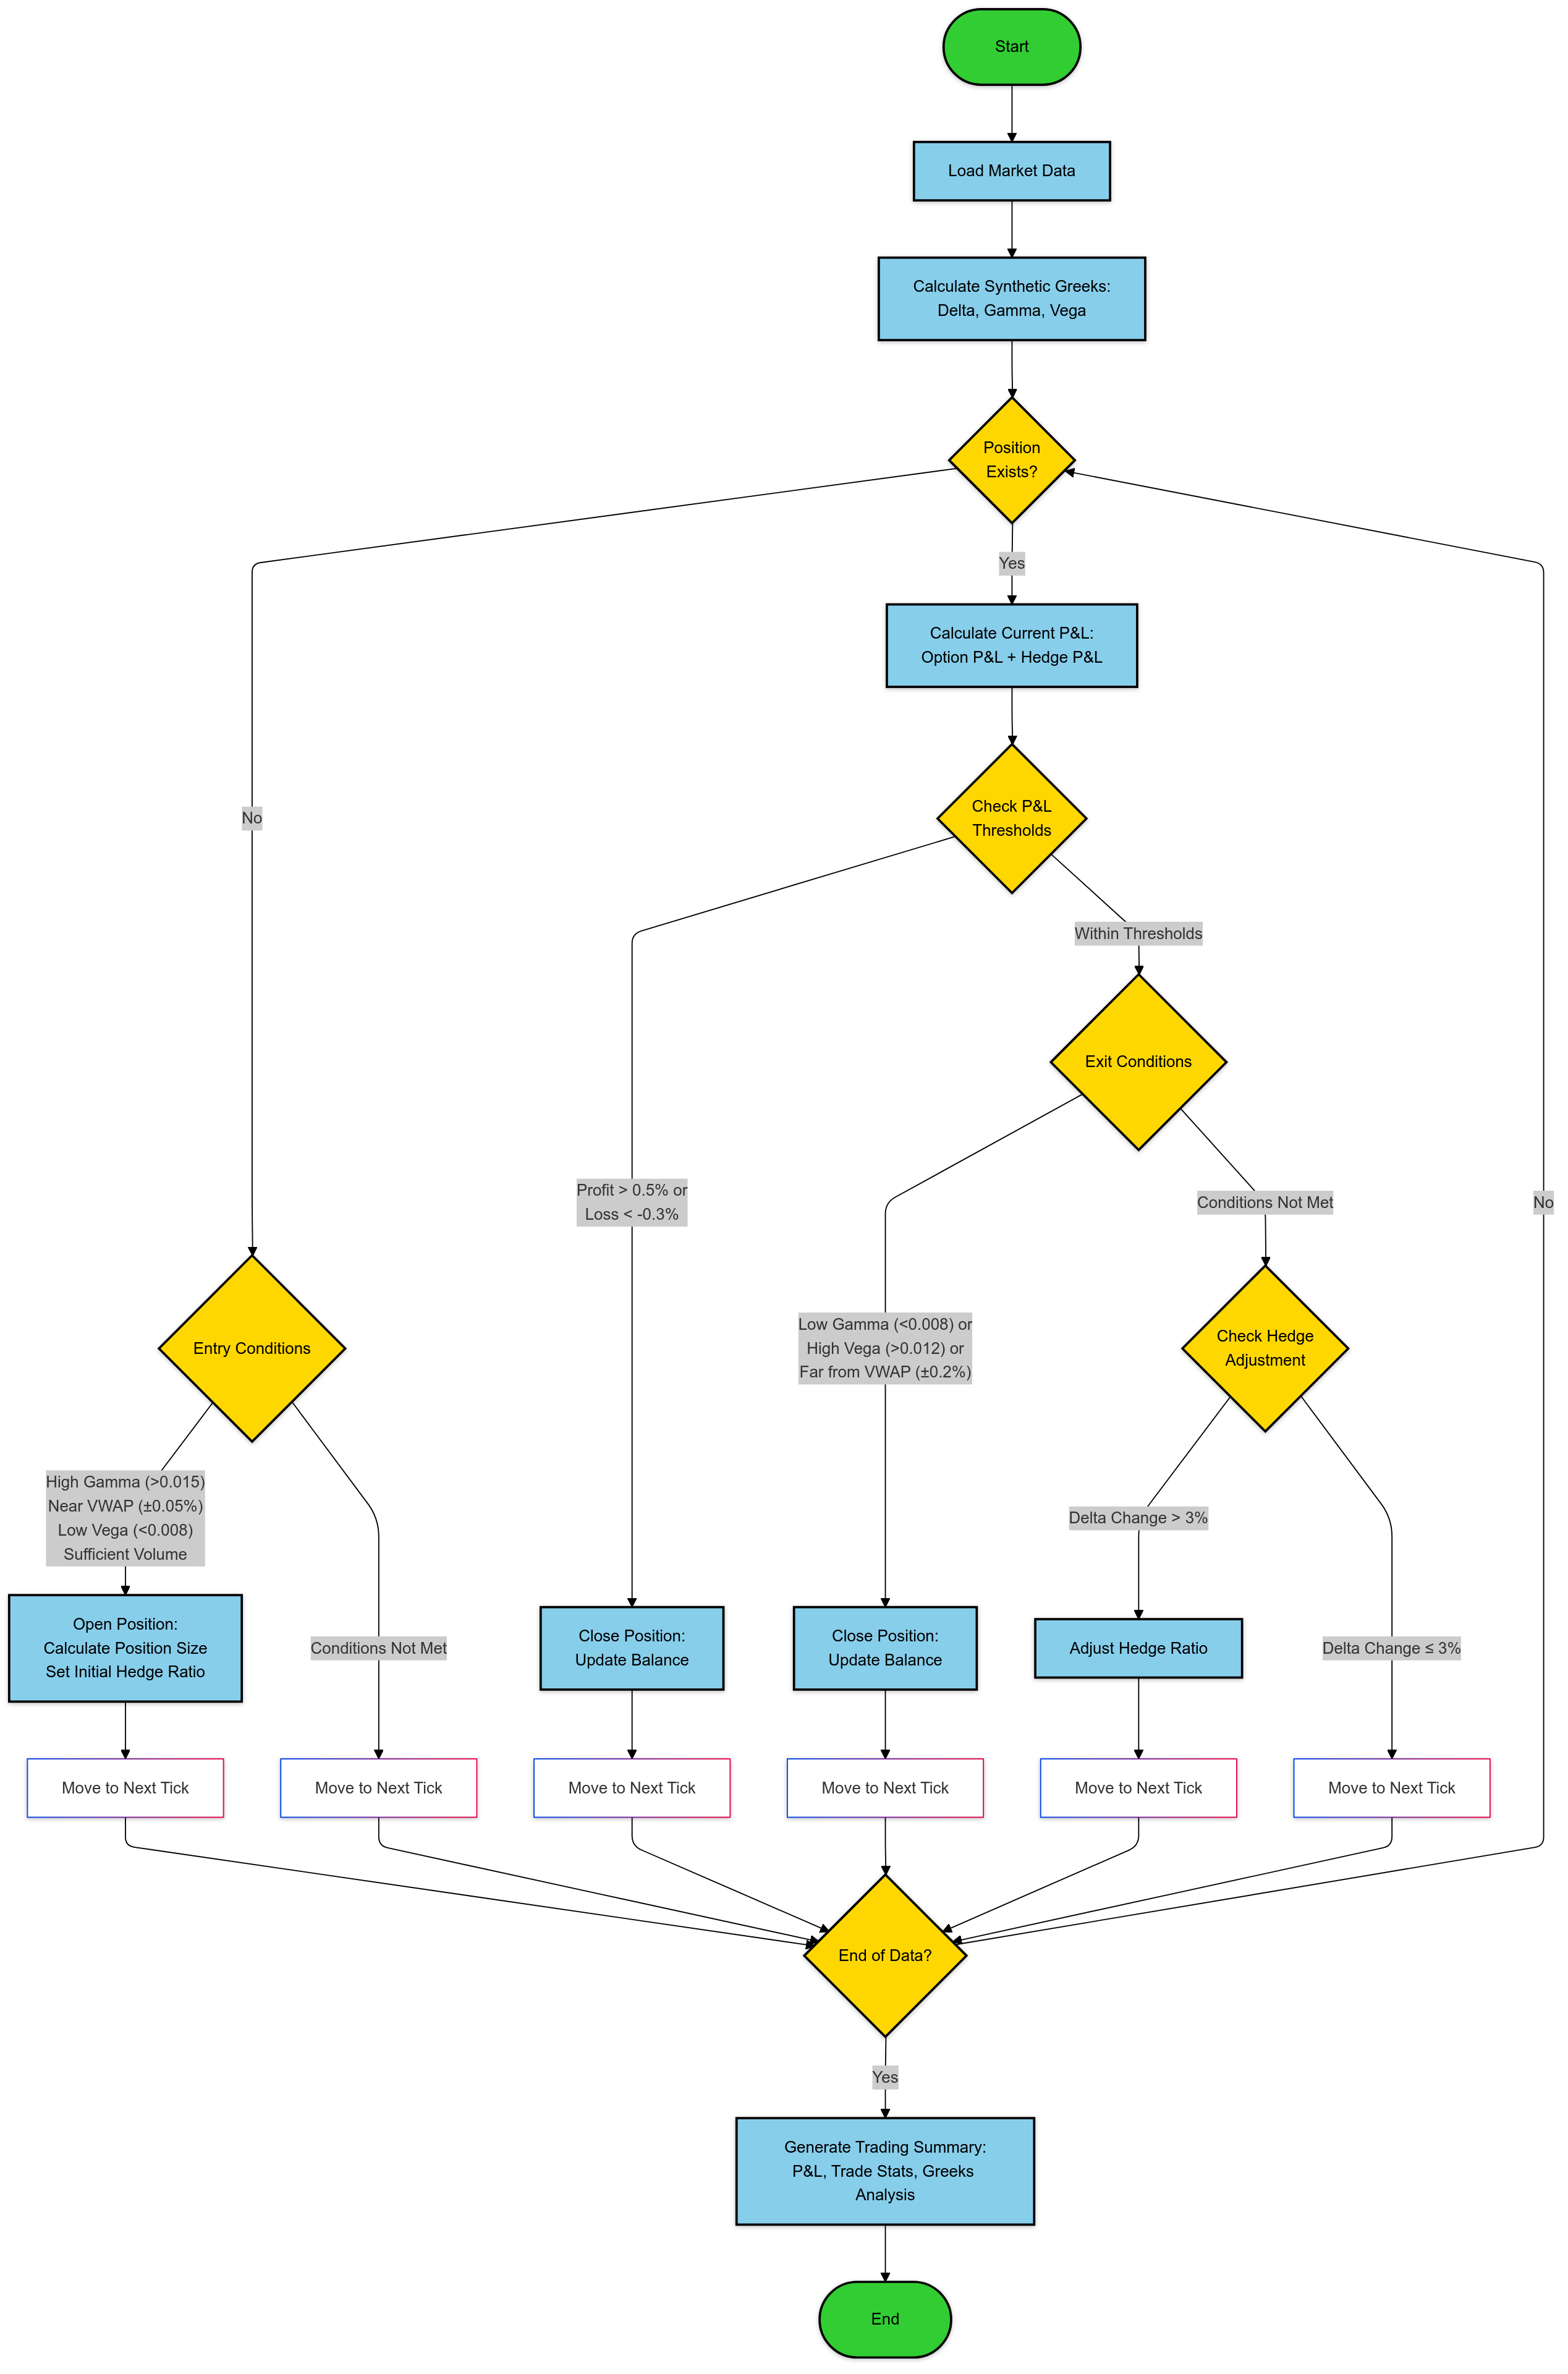 Start
Load Market Data
Calculate Synthetic Greeks:
Delta, Gamma, Vega
Position
Exists?
Yes
No
Calculate Current P&L:
Option P&L + Hedge P&L
Check P&L
Thresholds
Within Thresholds
Exit Conditions
Profit > 0.5% or
Loss < -0.3%
Conditions Not Met
No
Entry Conditions
Low Gamma (<0.008) or
High Vega (>0.012) or
Far from VWAP (±0.2%)
Check Hedge
Adjustment
High Gamma (>0.015)
Near VWAP (±0.05%)
Low Vega (<0.008)
Sufficient Volume
Delta Change > 3%
Open Position:
Calculate Position Size
Set Initial Hedge Ratio
Conditions Not Met
Close Position:
Update Balance
Close Position:
Update Balance
Adjust Hedge Ratio
Delta Change ≤ 3%
Move to Next Tick
Move to Next Tick
Move to Next Tick
Move to Next Tick
Move to Next Tick
Move to Next Tick
End of Data?
Yes
Generate Trading Summary:
P&L, Trade Stats, Greeks
Analysis
End